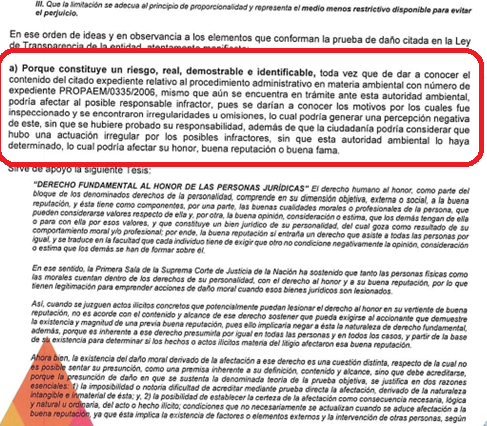 III. Que la limitación se adecua al principio de proporcionalidad y representa el medio menos restrictivo disponible para evitar
el perjuicio.
En ese orden de ideas y en observancia a los elementos que conforman la prueba de daño citada en la Ley
de Transparencia de la entidad, atentamente manifiesto:
a) Porque constituye un riesgo, real, demostrable e identificable, toda vez que de dar a conocer el
contenido del citado expediente relativo al procedimiento administrativo en materia ambiental con número de
expediente PROPAEM/0335/2006, mismo que aún se encuentra en trámite ante esta autoridad ambiental,
podría afectar al posible responsable infractor, pues se darían a conocer los motivos por los cuales fue
inspeccionado y se encontraron irregularidades u omisiones, lo cual podría generar una percepción negativa
de este, sin que se hubiere probado su responsabilidad, además de que la ciudadanía podría considerar que
hubo una actuación irregular por los posibles infractores, sin que esta autoridad ambiental lo haya
determinado, lo cual podría afectar su honor, buena reputación o buena fama.
Sirve de apoyo la siguiente Tesis:
"DERECHO FUNDAMENTAL AL HONOR DE LAS PERSONAS JURÍDICAS" El derecho humano al honor, como parte del
bloque de los denominados derechos de la personalidad, comprende en su dimensión objetiva, externa o social, a la buena
reputación, y ésta tiene como componentes, por una parte, las buenas cualidades morales o profesionales de la persona, que
pueden considerarse valores respecto de ella y, por otra, la buena opinión, consideración o estima, que los demás tengan de ella
o para con ella por esos valores, y que constituye un bien jurídico de su personalidad, del cual goza como resultado de su
comportamiento moral y/o profesional; por ende, la buena reputación sí entraña un derecho que asiste a todas las personas por
igual, y se traduce en la facultad que cada individuo tiene de exigir que otro no condicione negativamente la opinión, consideración
o estima que los demás se han de formar sobre él.
En ese sentido, la Primera Sala de la Suprema Corte de Justicia de la Nación ha sostenido que tanto las personas físicas como
las morales cuentan dentro de los derechos de su personalidad, con el derecho al honor y a su buena reputación, por lo que
tienen legitimación para emprender acciones de daño moral cuando esos bienes jurídicos son lesionados.
Así, cuando se juzguen actos ilícitos concretos que potencialmente puedan lesionar el derecho al honor en su vertiente de buena
reputación, no es acorde con el contenido y alcance de ese derecho sostener que pueda exigirse al accionante que demuestre
la existencia y magnitud de una previa buena reputación, pues ello implicaría negar a ésta la naturaleza de derecho fundamental,
además, porque es inherente a ese derecho presumirla por igual en todas las personas y en todos los casos, y partir de la base
de su existencia para determinar si los hechos o actos ilícitos materia del litigio afectaron esa buena reputación.
Ahora bien, la existencia del daño moral derivado de la afectación a ese derecho es una cuestión distinta, respecto de la cual no
es posible sentar su presunción, como una premisa inherente a su definición, contenido y alcance, sino que debe acreditarse,
porque la presunción de daño en que se sustenta la denominada teoría de la prueba objetiva, se justifica en dos razones
esenciales: 1) la imposibilidad o notoria dificultad de acreditar mediante prueba directa la afectación, derivado de la naturaleza
intangible e inmaterial de ésta; y, 2) la posibilidad de establecer la certeza de la afectación como consecuencia necesaria, lógica
y natural u ordinaria, del acto o hecho ilícito; condiciones que no necesariamente se actualizan cuando se aduce afectación a la
buena reputación, ya que ésta implica la existencia de factores o elementos externos y la intervención de otras personas, según